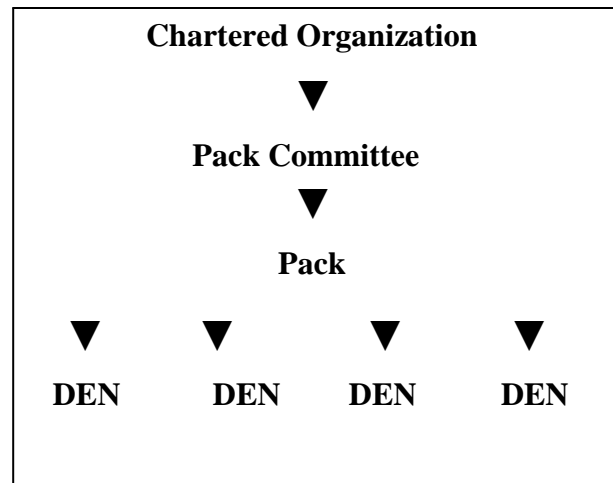 Chartered Organization
Pack Committee
Pack
DEN DEN DEN DEN